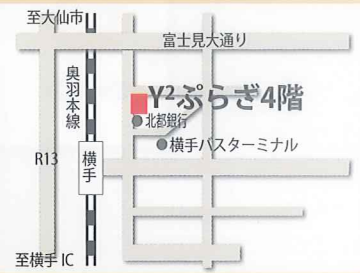 至大仙市
富士見大通り
奥羽本線
Y²ぷらざ4階
北都銀行
横手バスターミナル
R13
横手
至横手IC